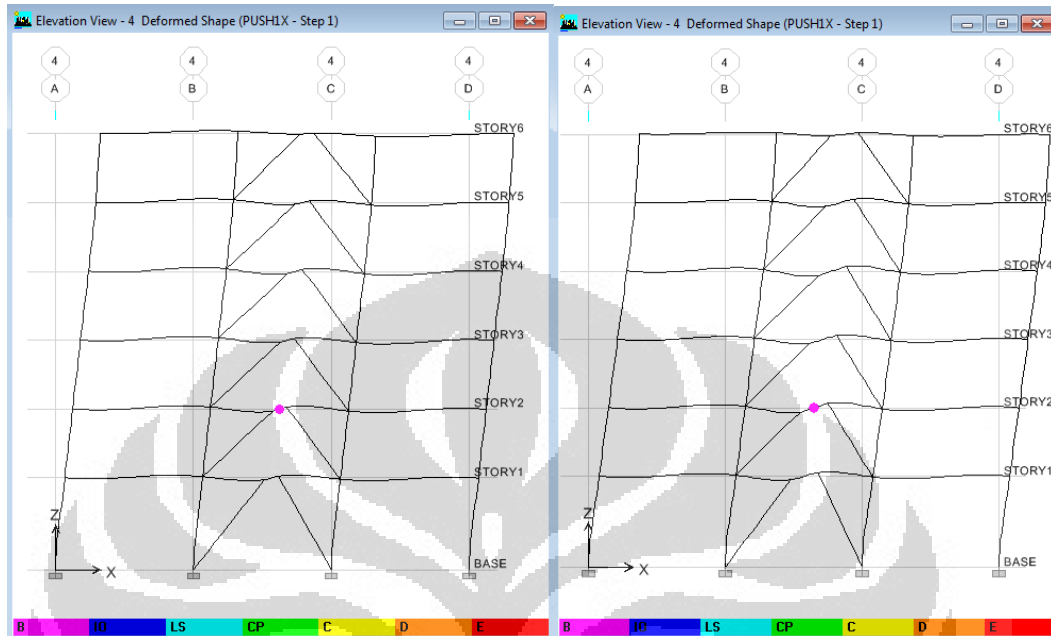 Elevation View - 4 Deformed Shape (PUSH1X - Step 1)
4 4 4 4
A B C D
STORY6
STORY5
STORY4
STORY3
STORY2
STORY1
Z
X
BASE
B IO LS CP C D E
Elevation View - 4 Deformed Shape (PUSH1X - Step 1)
4 4 4 4
A B C D
STORY6
STORY5
STORY4
STORY3
STORY2
STORY1
Z
X
BASE
B IO LS CP C D E